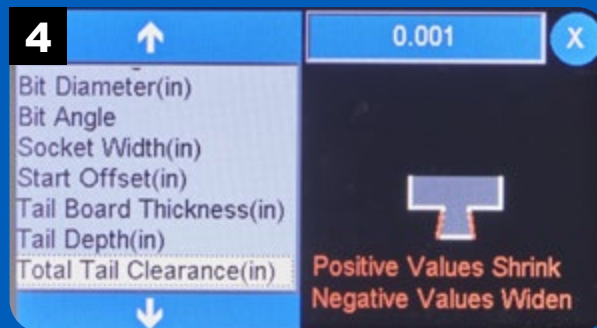 4
0.001
X
Bit Diameter(in)
Bit Angle
Socket Width(in)
Start Offset(in)
Tail Board Thickness(in)
Tail Depth(in)
Total Tail Clearance(in)
Positive Values Shrink
Negative Values Widen